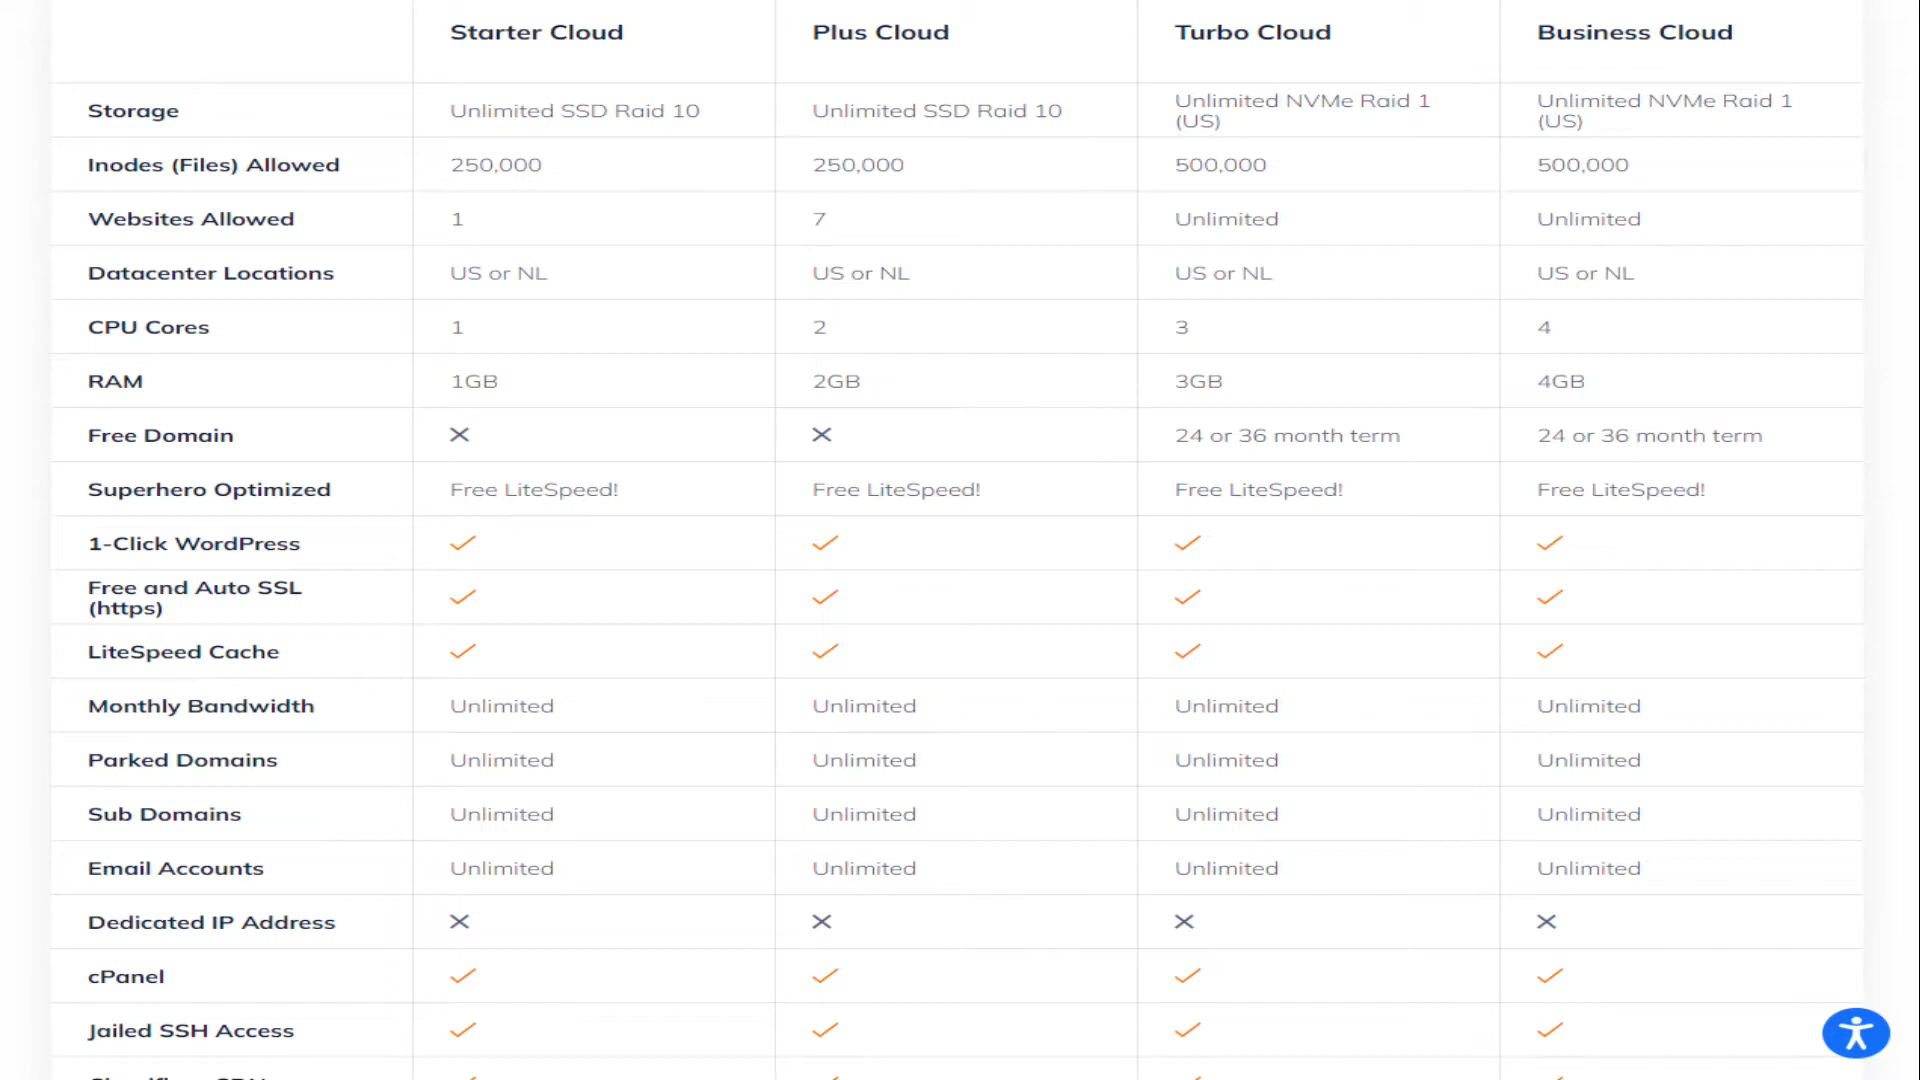 Starter Cloud Plus Cloud Turbo Cloud Business Cloud
Storage Unlimited SSD Raid 10 Unlimited SSD Raid 10 Unlimited NVMe Raid 1 (US) Unlimited NVMe Raid 1 (US)
Inodes (Files) Allowed 250,000 250,000 500,000 500,000
Websites Allowed 1 7 Unlimited Unlimited
Datacenter Locations US or NL US or NL US or NL US or NL
CPU Cores 1 2 3 4
RAM 1GB 2GB 3GB 4GB
Free Domain 24 or 36 month term 24 or 36 month term
Superhero Optimized Free LiteSpeed! Free LiteSpeed! Free LiteSpeed! Free LiteSpeed!
1-Click WordPress
Free and Auto SSL
(https)
LiteSpeed Cache
Monthly Bandwidth Unlimited Unlimited Unlimited Unlimited
Parked Domains Unlimited Unlimited Unlimited Unlimited
Sub Domains Unlimited Unlimited Unlimited Unlimited
Email Accounts Unlimited Unlimited Unlimited Unlimited
Dedicated IP Address
cPanel
Jailed SSH Access